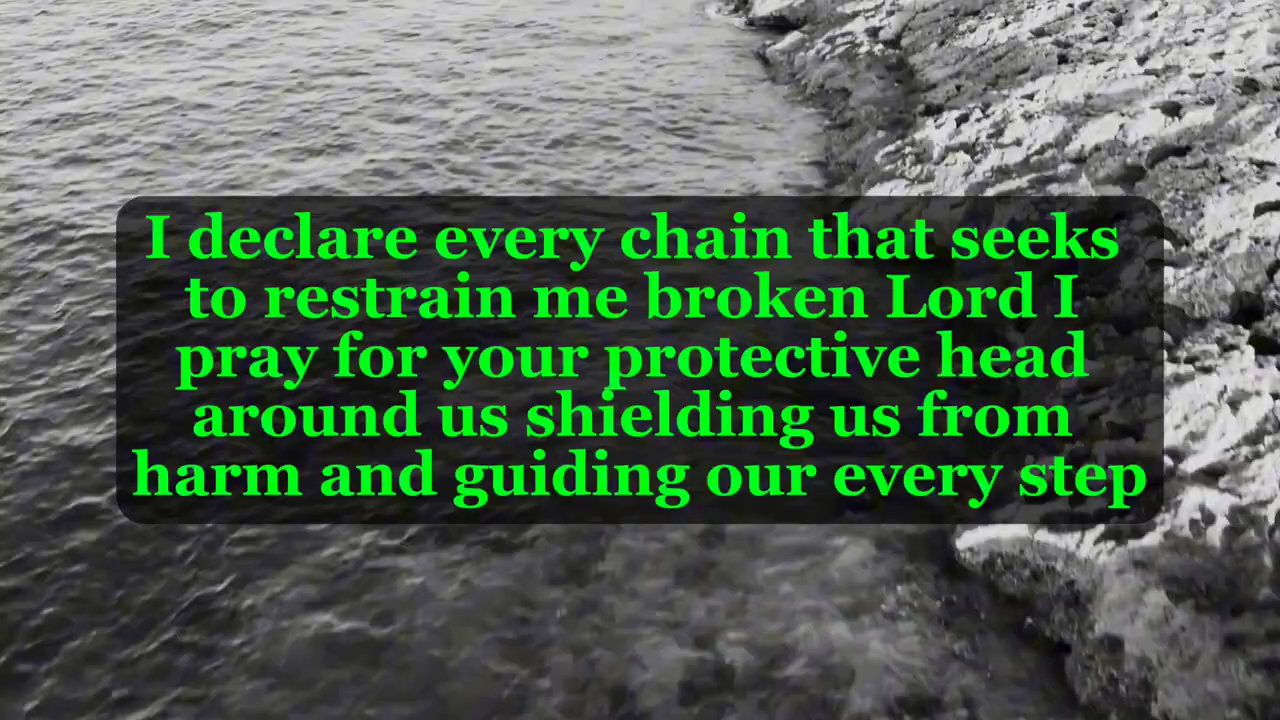 I declare every chain that seeks
to restrain me broken Lord I
pray for your protective head
around us shielding us from
harm and guiding our every step